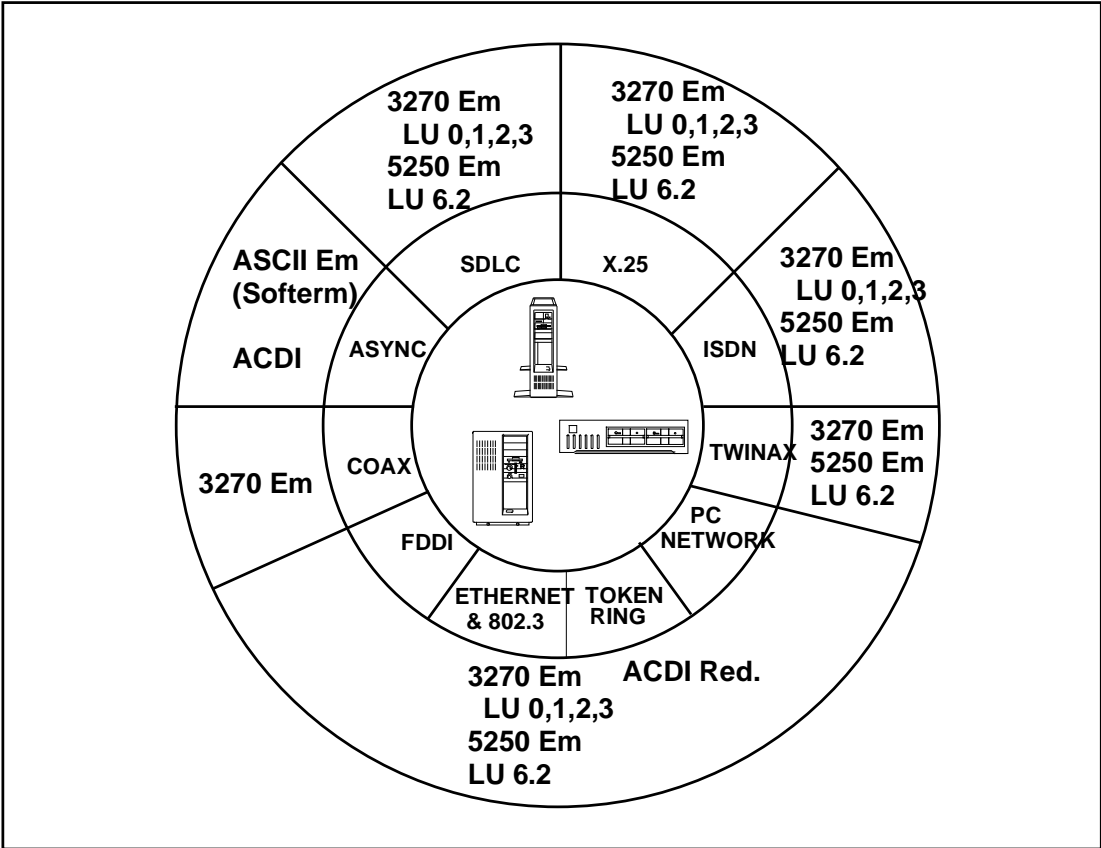 3270 Em
LU 0,1,2,3
5250 Em
LU 6.2
3270 Em
LU 0,1,2,3
5250 Em
LU 6.2
ASCII Em
(Softerm)
ACDI
SDLC
X.25
3270 Em
LU 0,1,2,3
5250 Em
LU 6.2
ASYNC
ISDN
3270 Em
COAX
TWINAX
3270 Em
5250 Em
LU 6.2
FDDI
PC
NETWORK
ETHERNET
& 802.3
TOKEN
RING
3270 Em
LU 0,1,2,3
5250 Em
LU 6.2
ACDI Red.